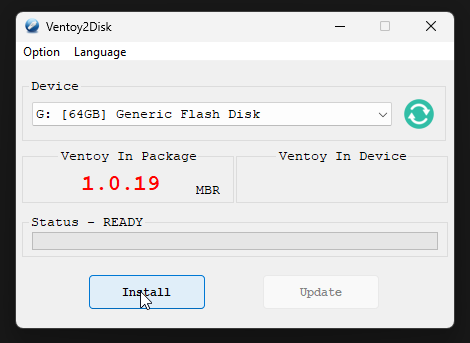 Ventoy2Disk
Option Language
Device
G: [64GB] Generic Flash Disk
Ventoy In Package Ventoy In Device
1.0.19 MBR
Status - READY
Install Update